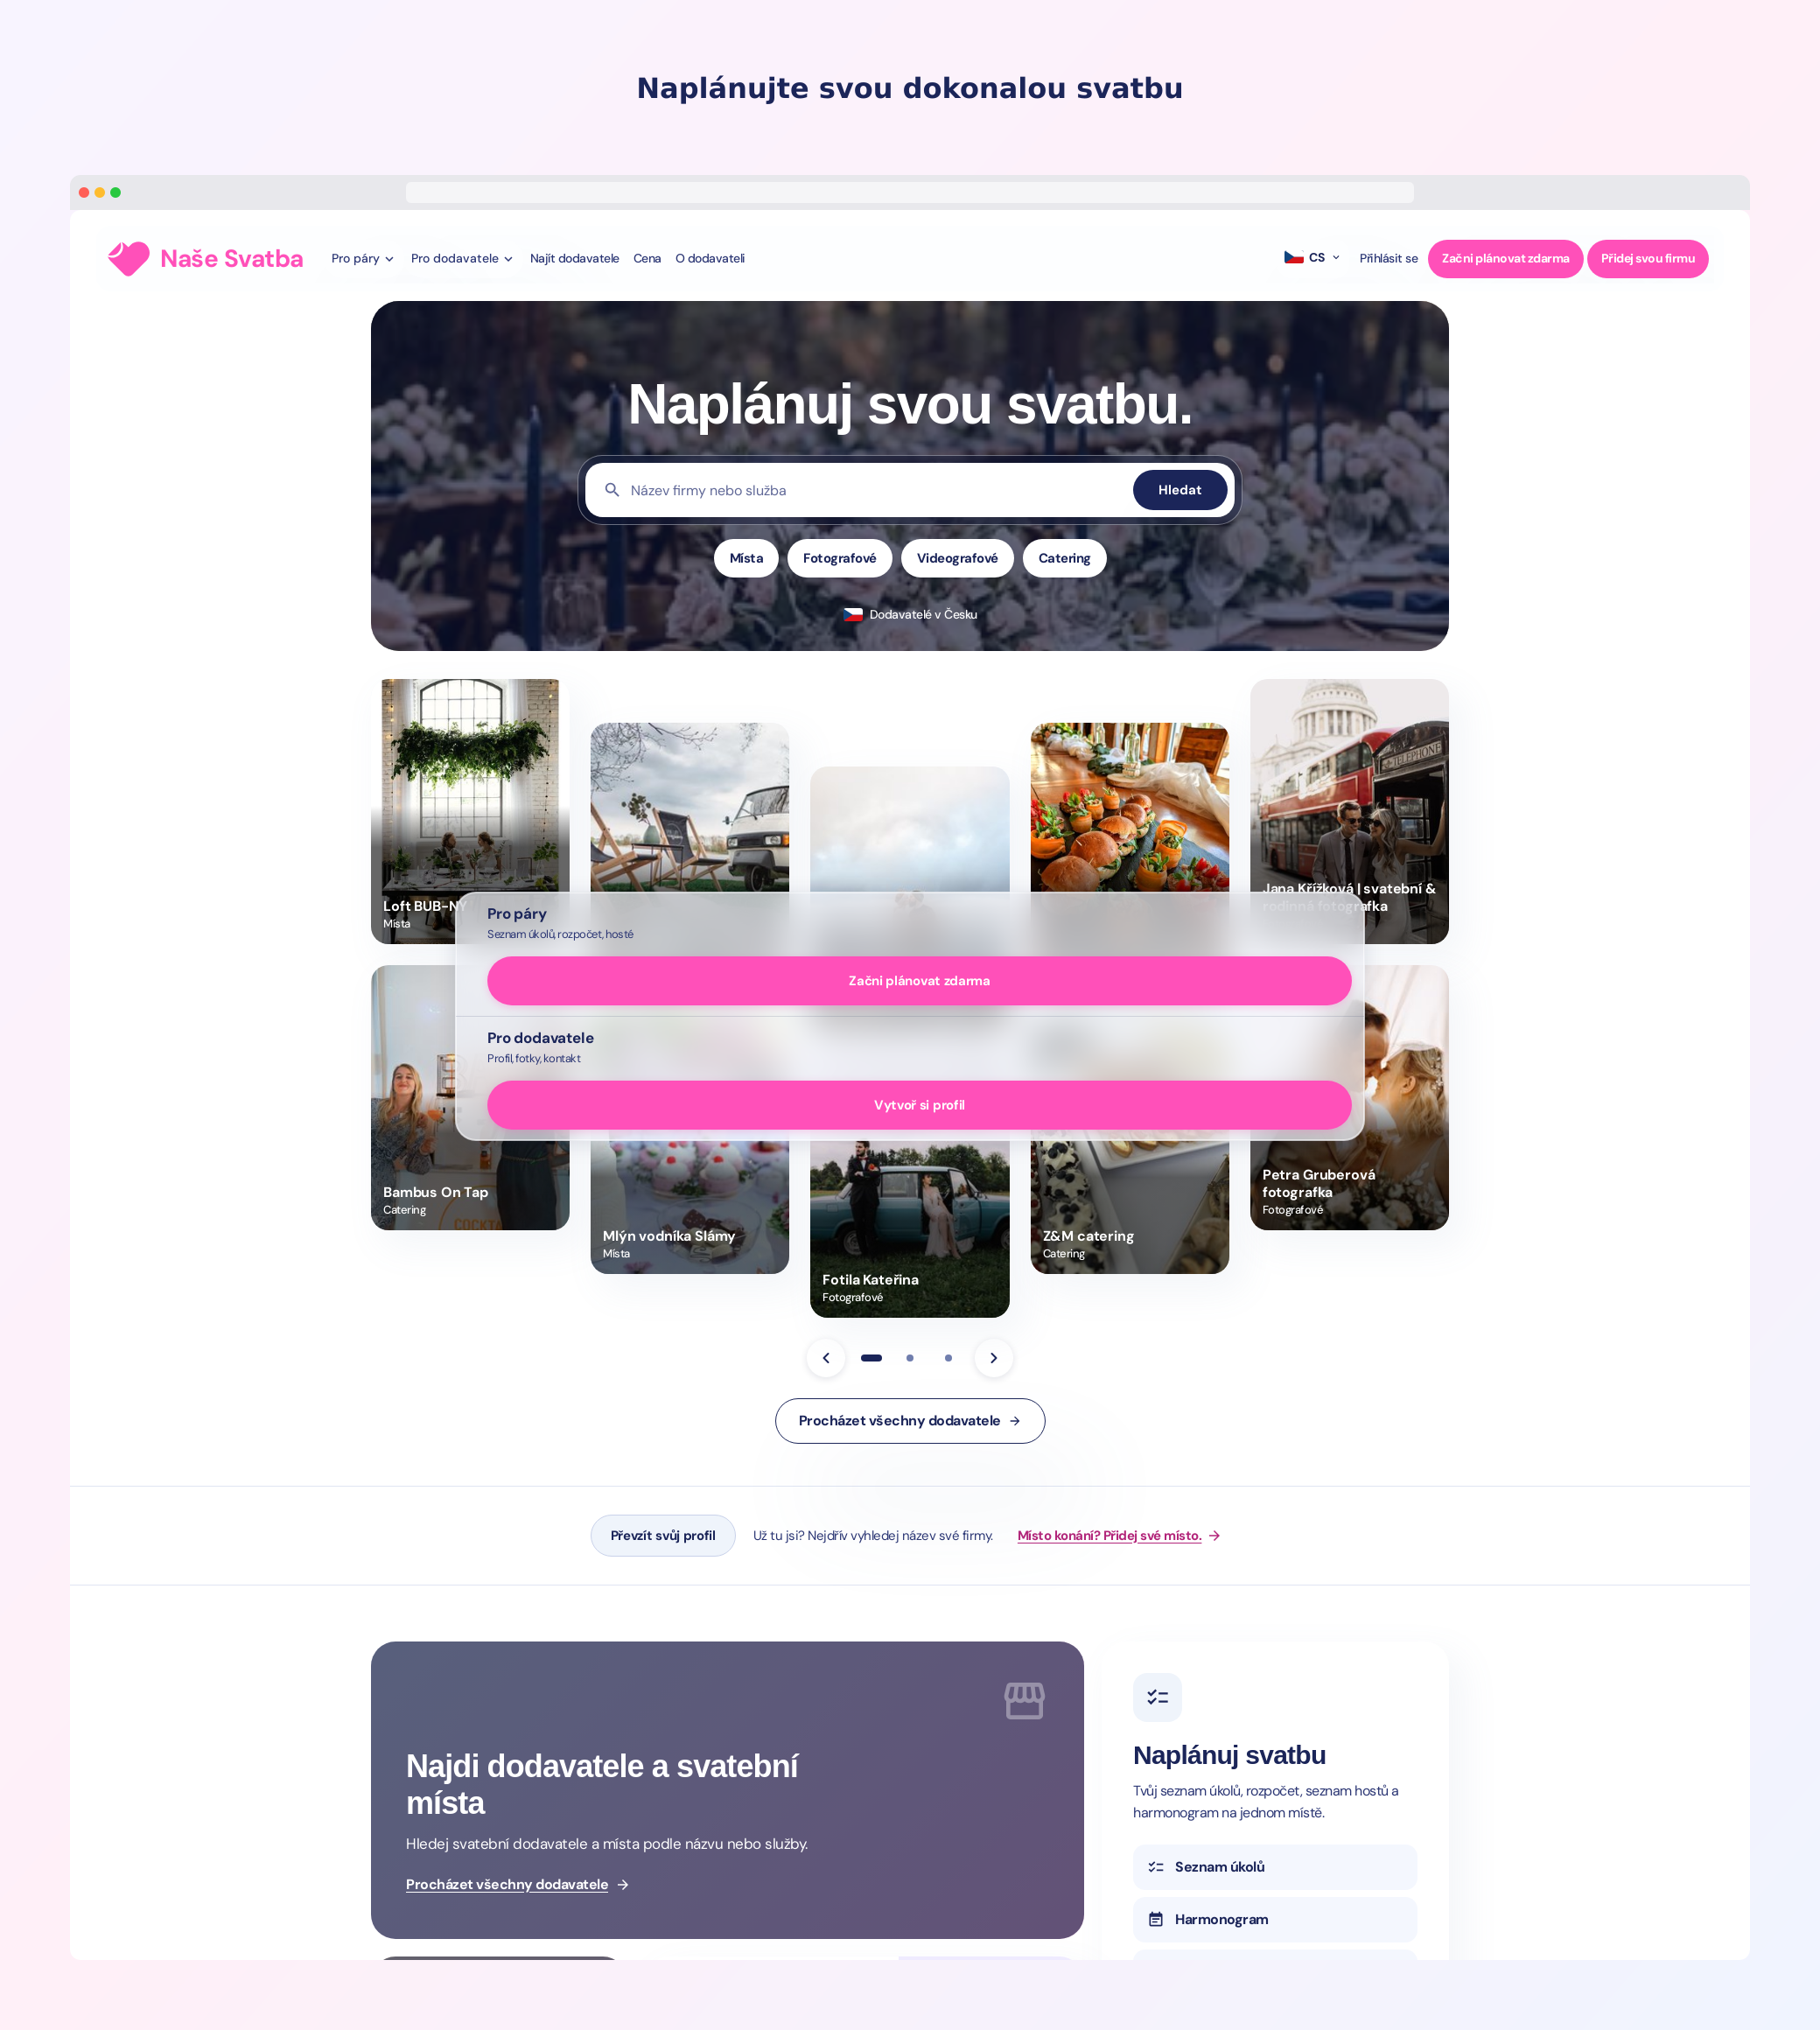 Naplánujte svou dokonalou svatbu
Naše Svatba
Pro páry
Pro dodavatele
Najít dodavatele
Cena
O dodavateli
CS
Přihlásit se
Začni plánovat zdarma
Přidej svou firmu
Naplánuj svou svatbu.
Název firmy nebo služba
Hledat
Místa
Fotografové
Videografové
Catering
Dodavatelé v Česku
TELEPHONE
Loft BUB-NY
Místa
Jana Křížková | svatební &
rodinná fotografka
Pro páry
Seznam úkolů, rozpočet, hosté
Začni plánovat zdarma
Pro dodavatele
Profil, fotky, kontakt
Vytvoř si profil
Bambus On Tap
Catering
Mlýn vodníka Slámy
Místa
Fotila Kateřina
Fotografové
Z&M catering
Catering
Petra Gruberová
fotografka
Fotografové
Procházet všechny dodavatele
Převzít svůj profil
Už tu jsi? Nejdřív vyhledej název své firmy.
Místo konání? Přidej své místo.
Najdi dodavatele a svatební
místa
Hledej svatební dodavatele a místa podle názvu nebo služby.
Procházet všechny dodavatele
Naplánuj svatbu
Tvůj seznam úkolů, rozpočet, seznam hostů a
harmonogram na jednom místě.
Seznam úkolů
Harmonogram